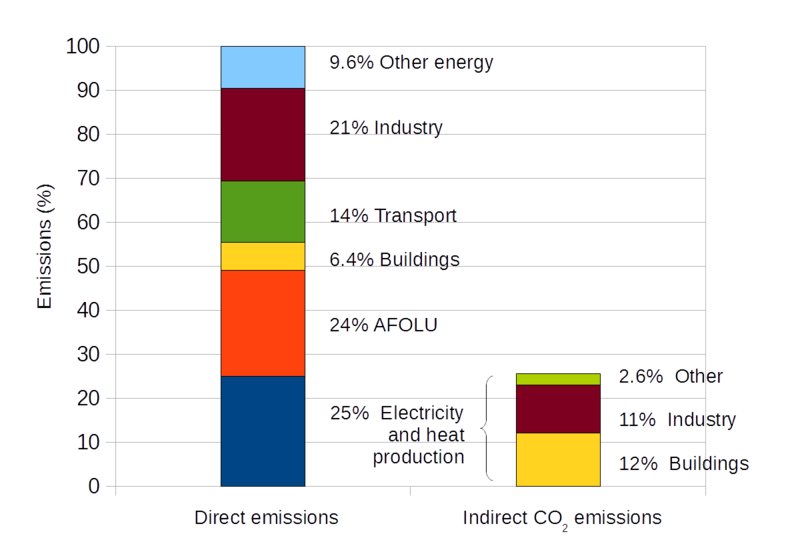 100
90
80
70
60
50
40
30
20
10
0
Emissions (%)
9.6% Other energy
21% Industry
14% Transport
6.4% Buildings
24% AFOLU
25% Electricity
and heat
production
2.6% Other
11% Industry
12% Buildings
Direct emissions
Indirect CO2 emissions